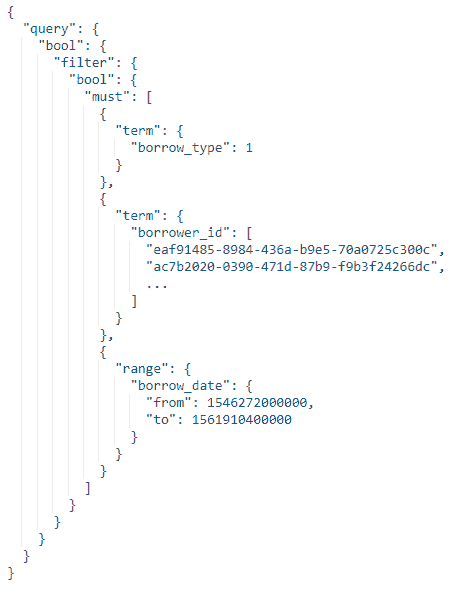 {
  "query": {
    "bool": {
      "filter": {
        "bool": {
          "must": [
            {
              "term": {
                "borrow_type": 1
              }
            },
            {
              "term": {
                "borrower_id": [
                  "eaf91485-8984-436a-b9e5-70a0725c300c",
                  "ac7b2020-0390-471d-87b9-f9b3f24266dc",
                  ...
                ]
              }
            },
            {
              "range": {
                "borrow_date": {
                  "from": 1546272000000,
                  "to": 1561910400000
                }
              }
            }
          ]
        }
      }
    }
  }
}